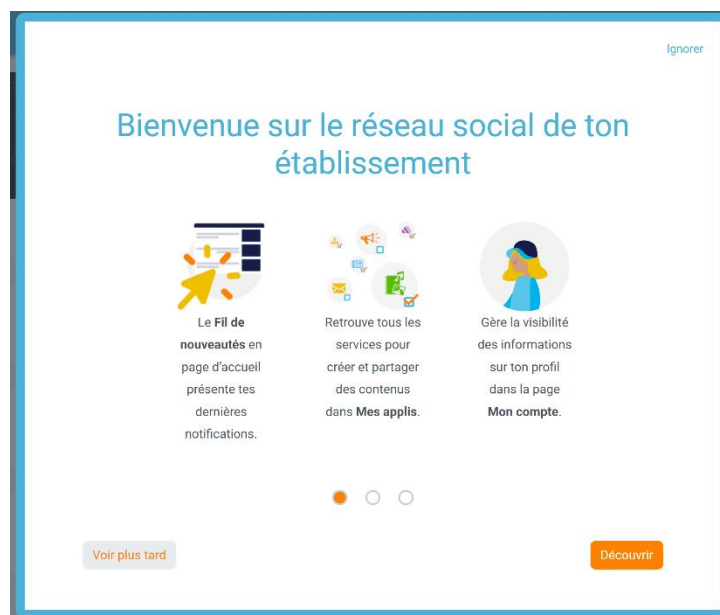 Ignorer
Bienvenue sur le réseau social de ton
établissement
Le Fil de
nouveautés en
page d'accueil
présente tes
dernières
notifications.
Retrouve tous les
services pour
créer et partager
des contenus
dans Mes applis.
Gère la visibilité
des informations
sur ton profil
dans la page
Mon compte.
Voir plus tard
Découvrir